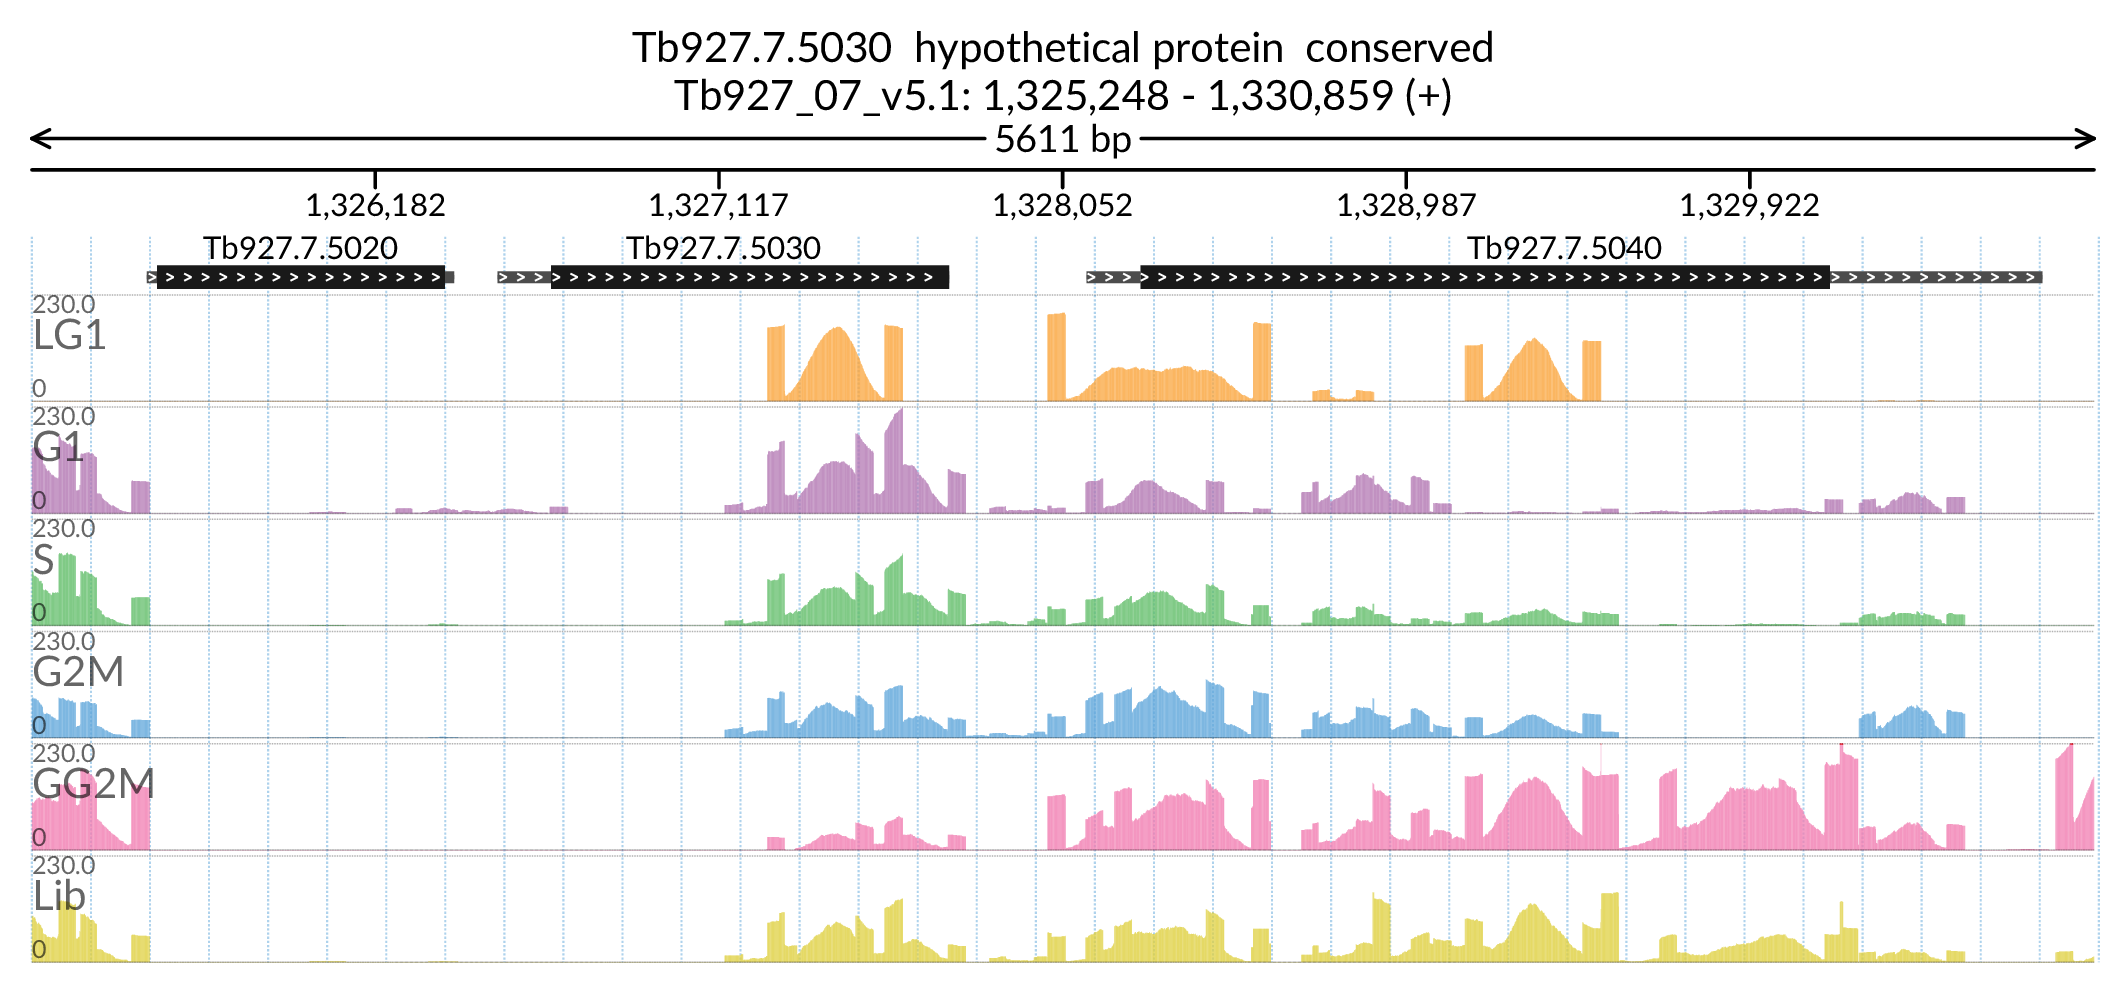 Tb927.7.5030  hypothetical protein  conserved
Tb927_07_v5.1: 1,325,248 - 1,330,859 (+)
5611 bp
1,326,182 1,327,117 1,328,052 1,328,987 1,329,922
Tb927.7.5020 Tb927.7.5030 Tb927.7.5040
230.0
LG1
0
230.0
G1
0
230.0
S
0
230.0
G2M
0
230.0
GG2M
0
230.0
Lib
0